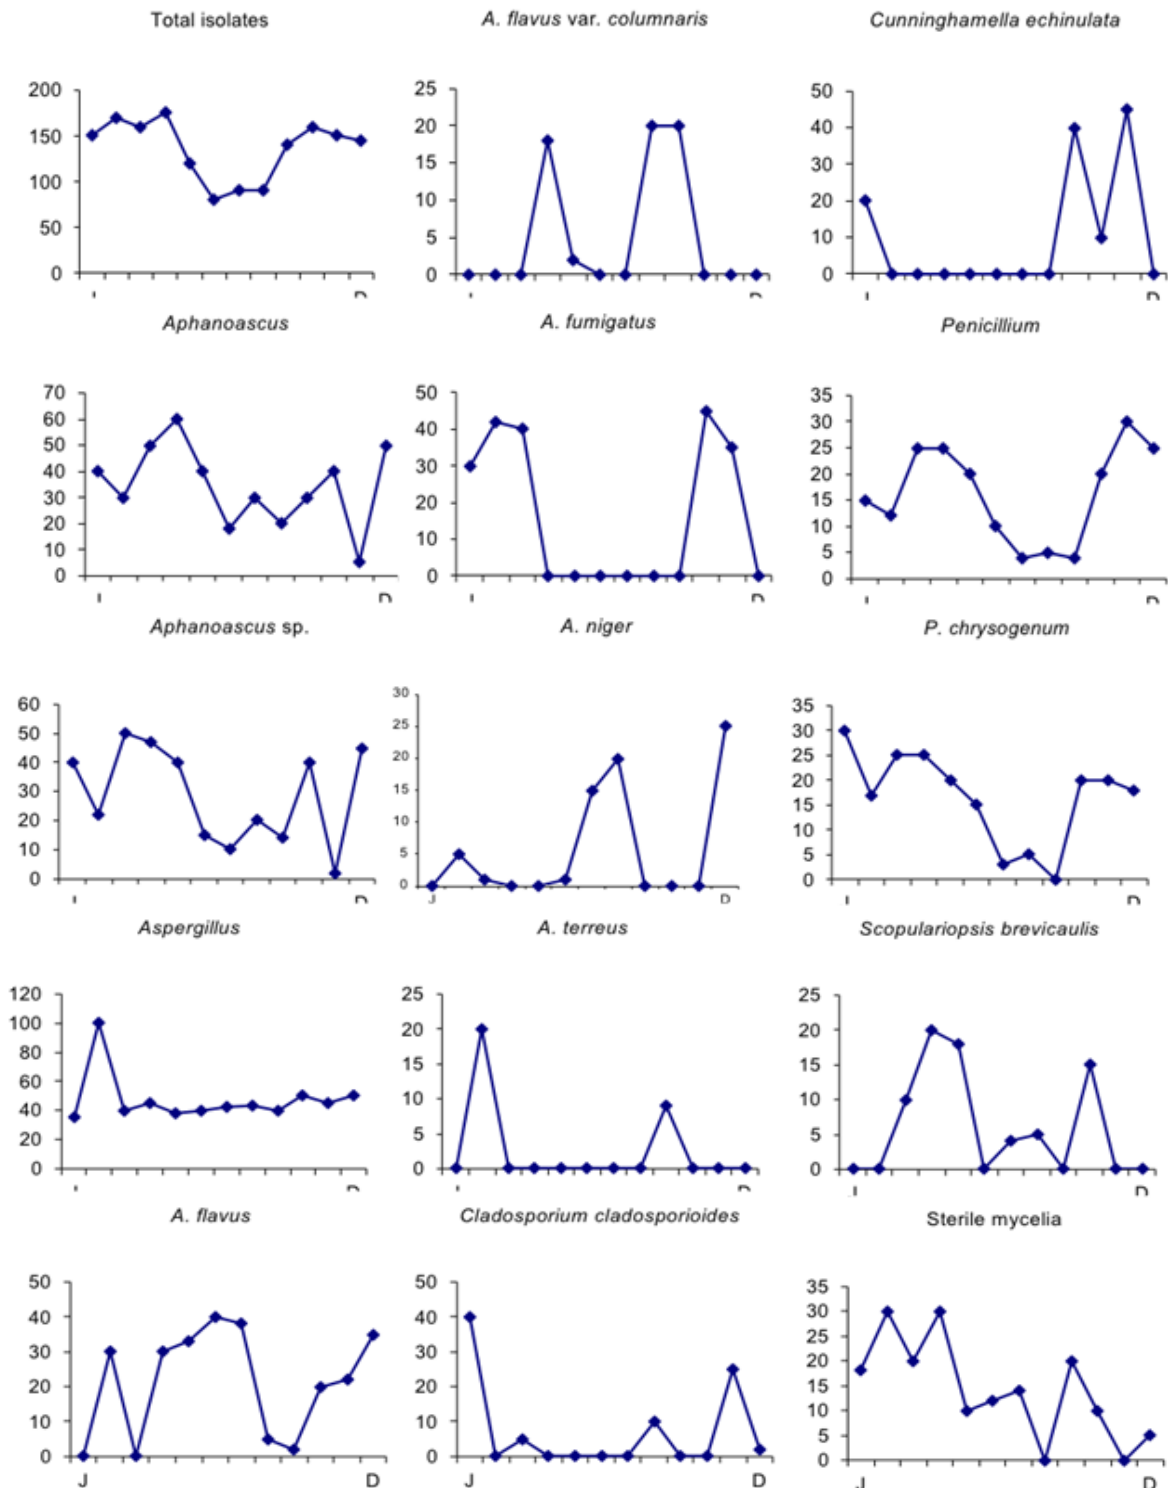 Total isolates
200
150
100
50
0
D
A. flavus var. columnaris
25
20
15
10
5
0
D
Cunninghamella echinulata
50
40
30
20
10
0
D
Aphanoascus
70
60
50
40
30
20
10
0
D
A. fumigatus
50
40
30
20
10
0
D
Penicillium
35
30
25
20
15
10
5
0
D
Aphanoascus sp.
60
50
40
30
20
10
0
D
A. niger
30
25
20
15
10
5
0
J
D
P. chrysogenum
35
30
25
20
15
10
5
0
D
Aspergillus
120
100
80
60
40
20
0
D
A. terreus
25
20
15
10
5
0
D
Scopulariopsis brevicaulis
25
20
15
10
5
0
J
D
A. flavus
50
40
30
20
10
0
J
D
Cladosporium cladosporioides
50
40
30
20
10
0
J
D
Sterile mycelia
35
30
25
20
15
10
5
0
J
D